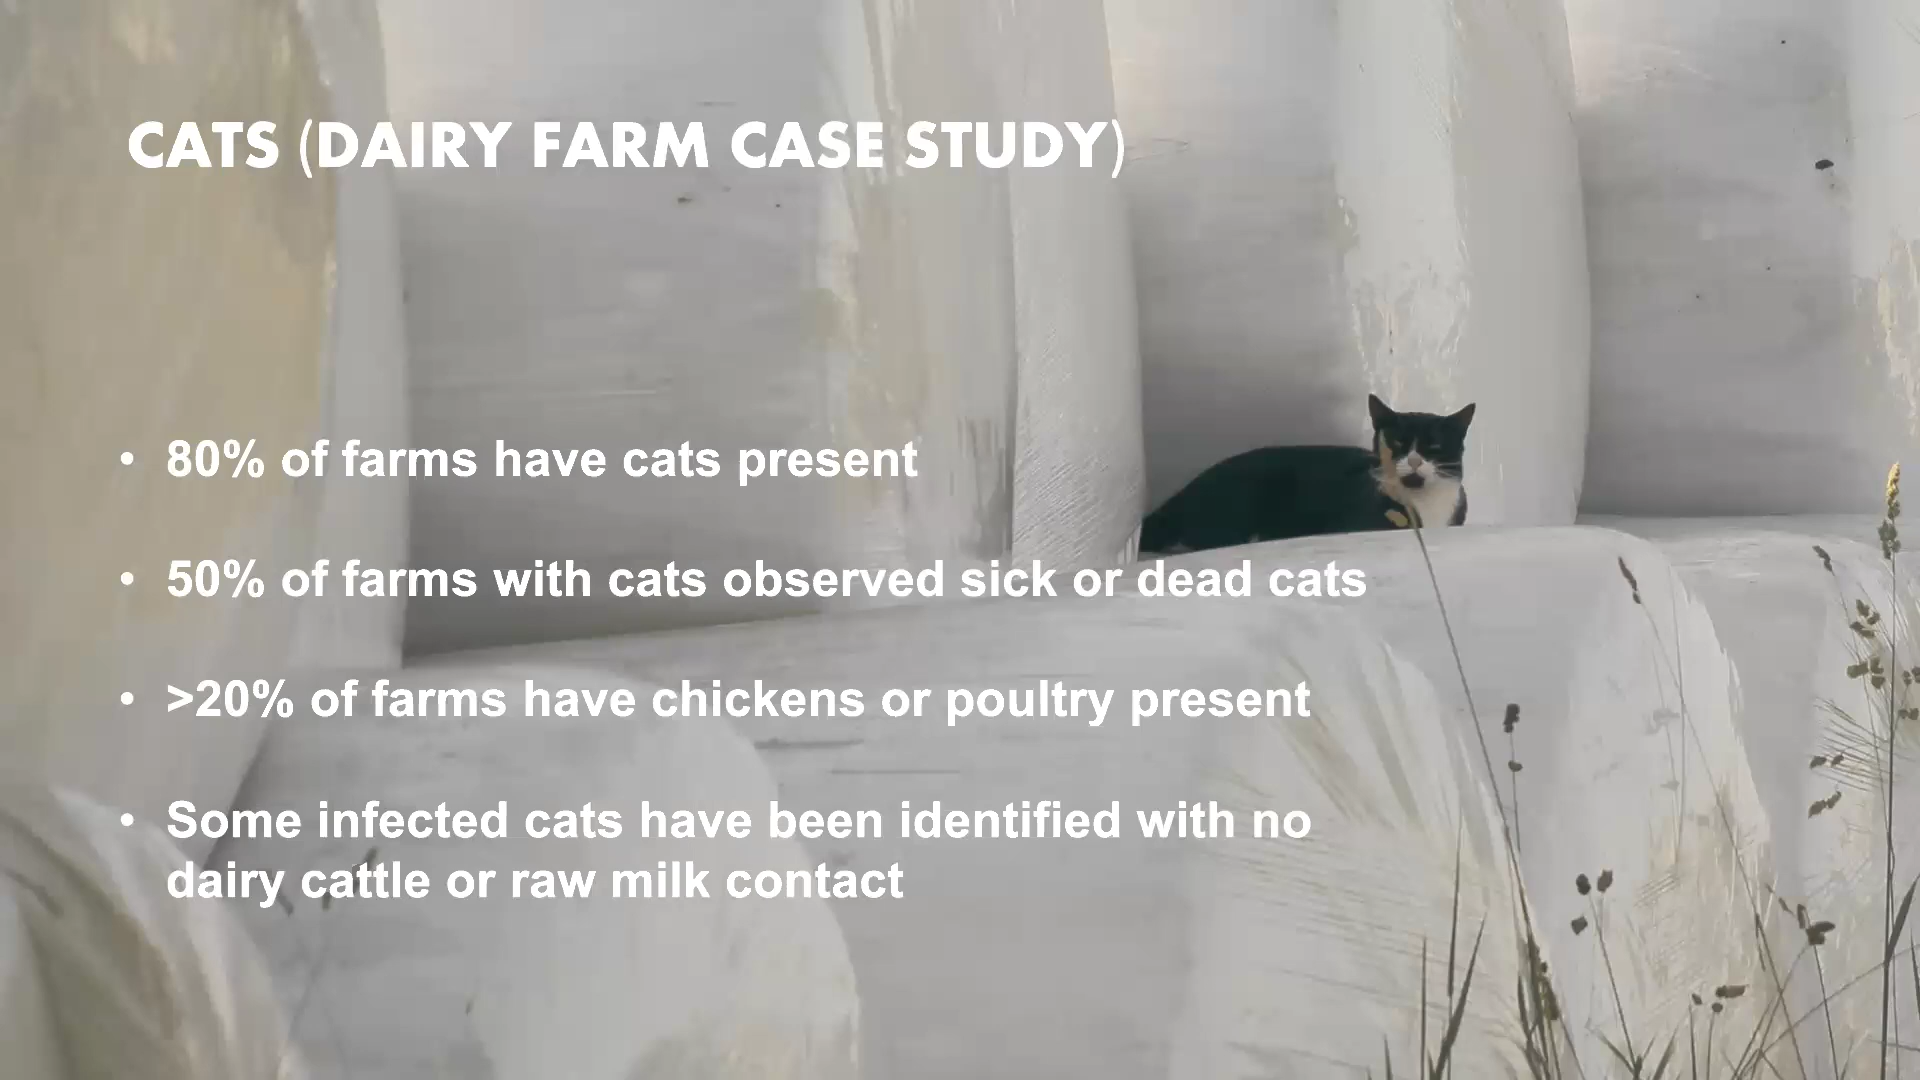 CATS (DAIRY FARM CASE STUDY)
• 80% of farms have cats present
• 50% of farms with cats observed sick or dead cats
• >20% of farms have chickens or poultry present
• Some infected cats have been identified with no
dairy cattle or raw milk contact